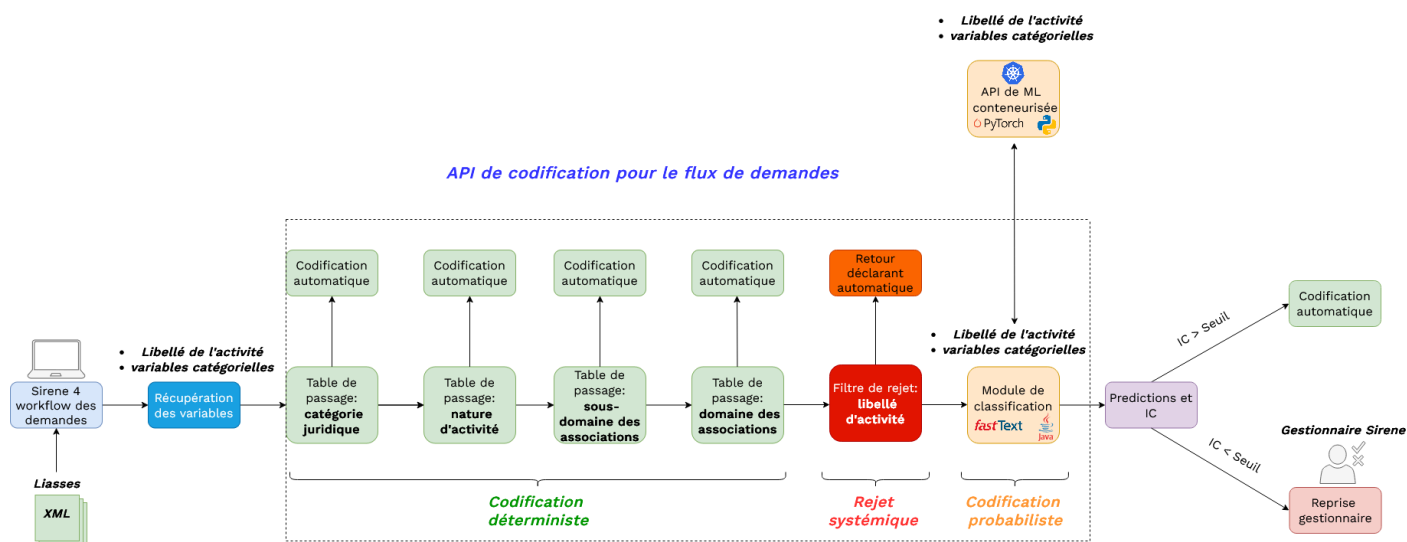 • Libellé de l'activité
• variables catégorielles
API de ML
conteneurisée
PyTorch
API de codification pour le flux de demandes
Codification
automatique
Codification
automatique
Codification
automatique
Codification
automatique
Retour
déclarant
automatique
Codification
automatique
IC > Seuil
• Libellé de l'activité
• variables catégorielles
• Libellé de l'activité
• variables catégorielles
Sirene 4
workflow des
demandes
Récupération
des variables
Table de
passage:
catégorie
juridique
Table de
passage:
nature
d'activité
Table de
passage:
sous-
domaine des
associations
Table de
passage:
domaine des
associations
Filtre de rejet:
libellé
d'activité
Module de
classification
fastText
Java
Predictions et
IC
IC < Seuil
Gestionnaire Sirene
Reprise
gestionnaire
Liasses
XML
Codification
déterministe
Rejet
systémique
Codification
probabiliste